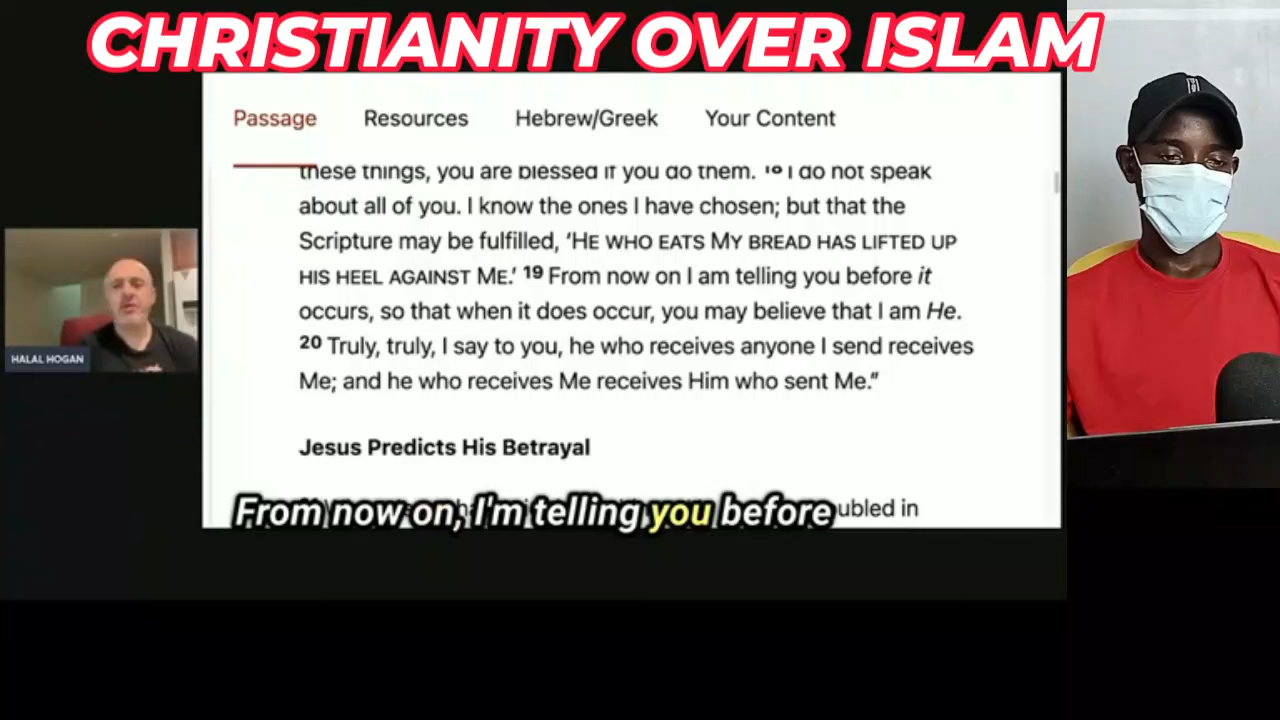 CHRISTIANITY OVER ISLAM
Passage Resources Hebrew/Greek Your Content
these things, you are blessed if you do them. 18 I do not speak
about all of you. I know the ones I have chosen; but that the
Scripture may be fulfilled, ‘HE WHO EATS MY BREAD HAS LIFTED UP
HIS HEEL AGAINST ME.’ 19 From now on I am telling you before it
occurs, so that when it does occur, you may believe that I am He.
20 Truly, truly, I say to you, he who receives anyone I send receives
Me; and he who receives Me receives Him who sent Me.”
HALAL HOGAN
Jesus Predicts His Betrayal
From now on, I'm telling you before
ubled in